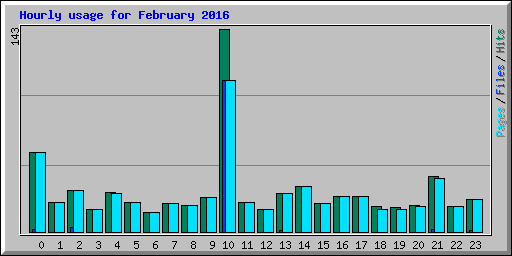 Hourly usage for February 2016
143
Pages/Files/Hits
0 1 2 3 4 5 6 7 8 9 10 11 12 13 14 15 16 17 18 19 20 21 22 23